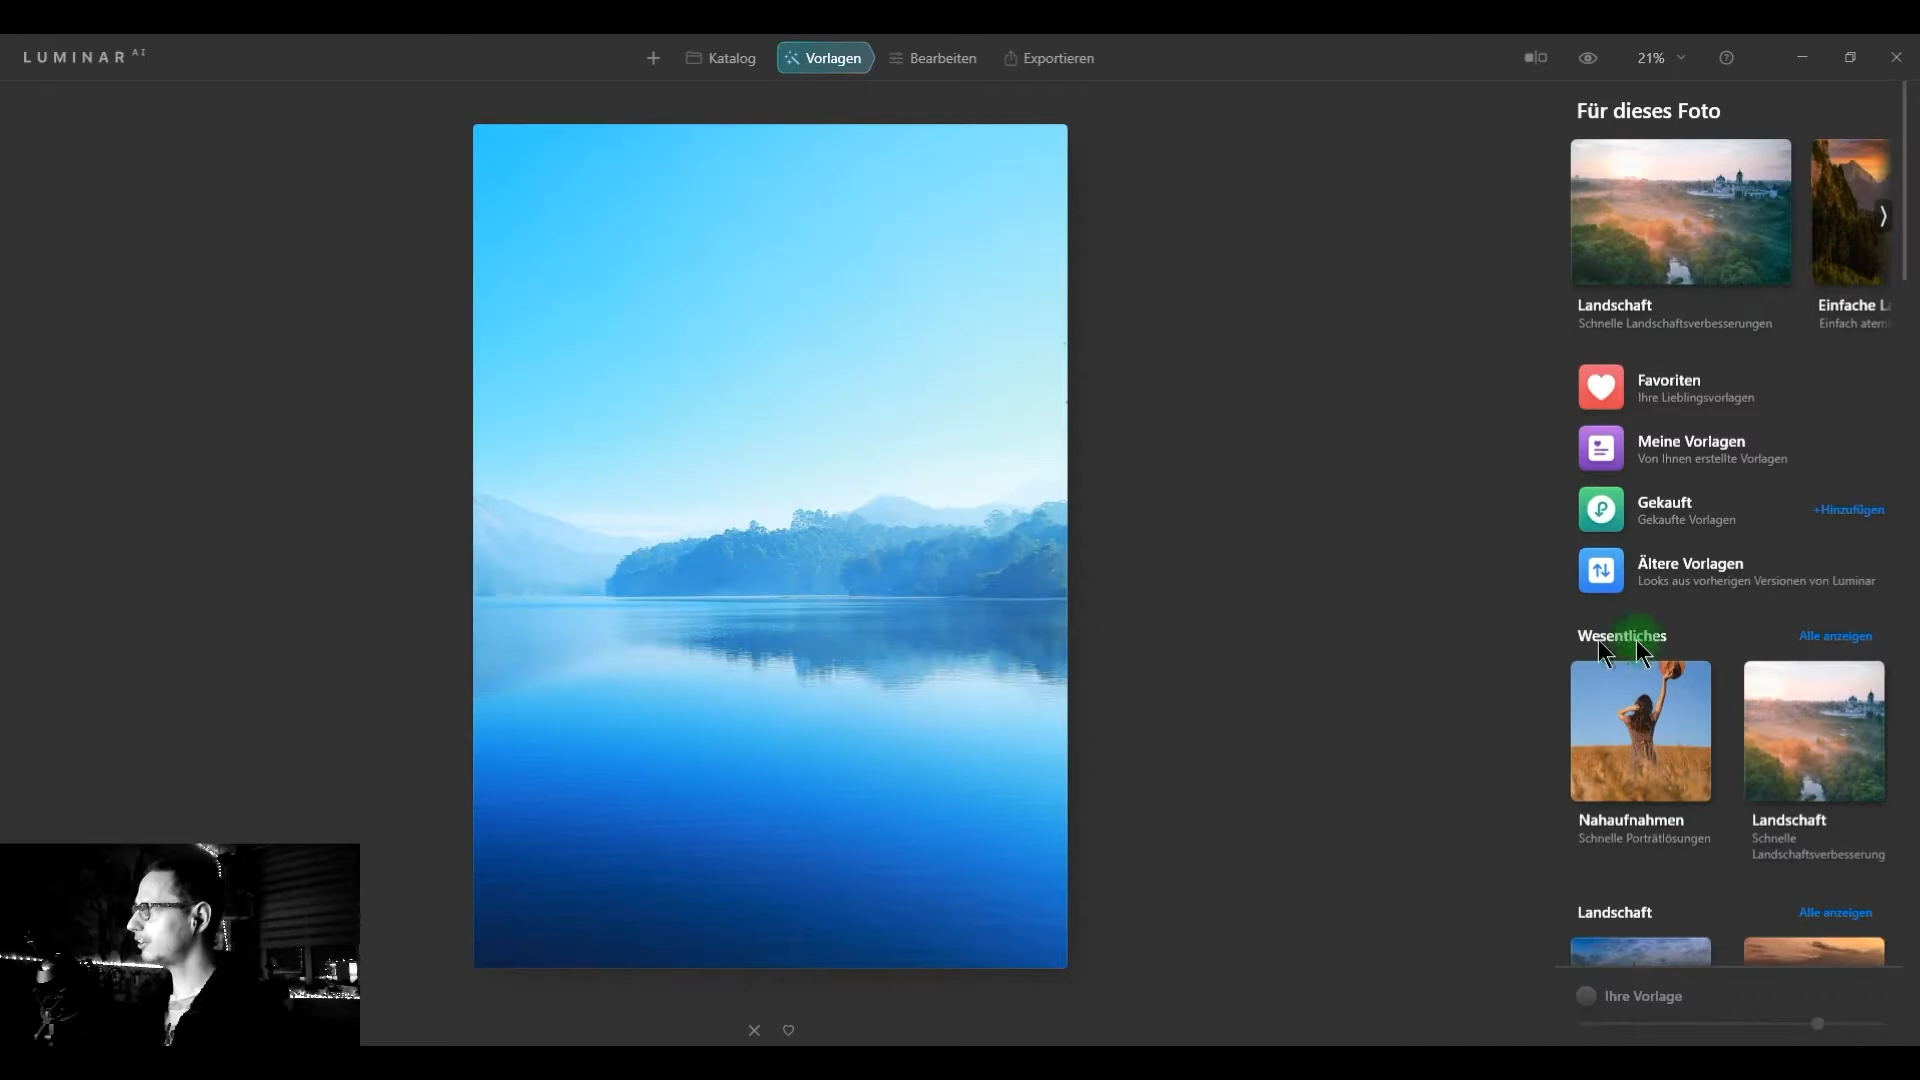 LUMINAR AI
Katalog
Vorlagen
Bearbeiten
Exportieren
21%
Für dieses Foto
Landschaft
Schnelle Landschaftsverbesserungen
Einfache
Einfach
Favoriten
Ihre Lieblingsvorlagen
Meine Vorlagen
Von Ihnen erstellte Vorlagen
Gekauft
Gekaufte Vorlagen
+Hinzufügen
Ältere Vorlagen
Looks aus vorherigen Versionen von Luminar
Wesentliches
Alle anzeigen
Nahaufnahmen
Schnelle Porträtlösungen
Landschaft
Schnelle
Landschaftsverbesserung
Landschaft
Alle anzeigen
Ihre Vorlage